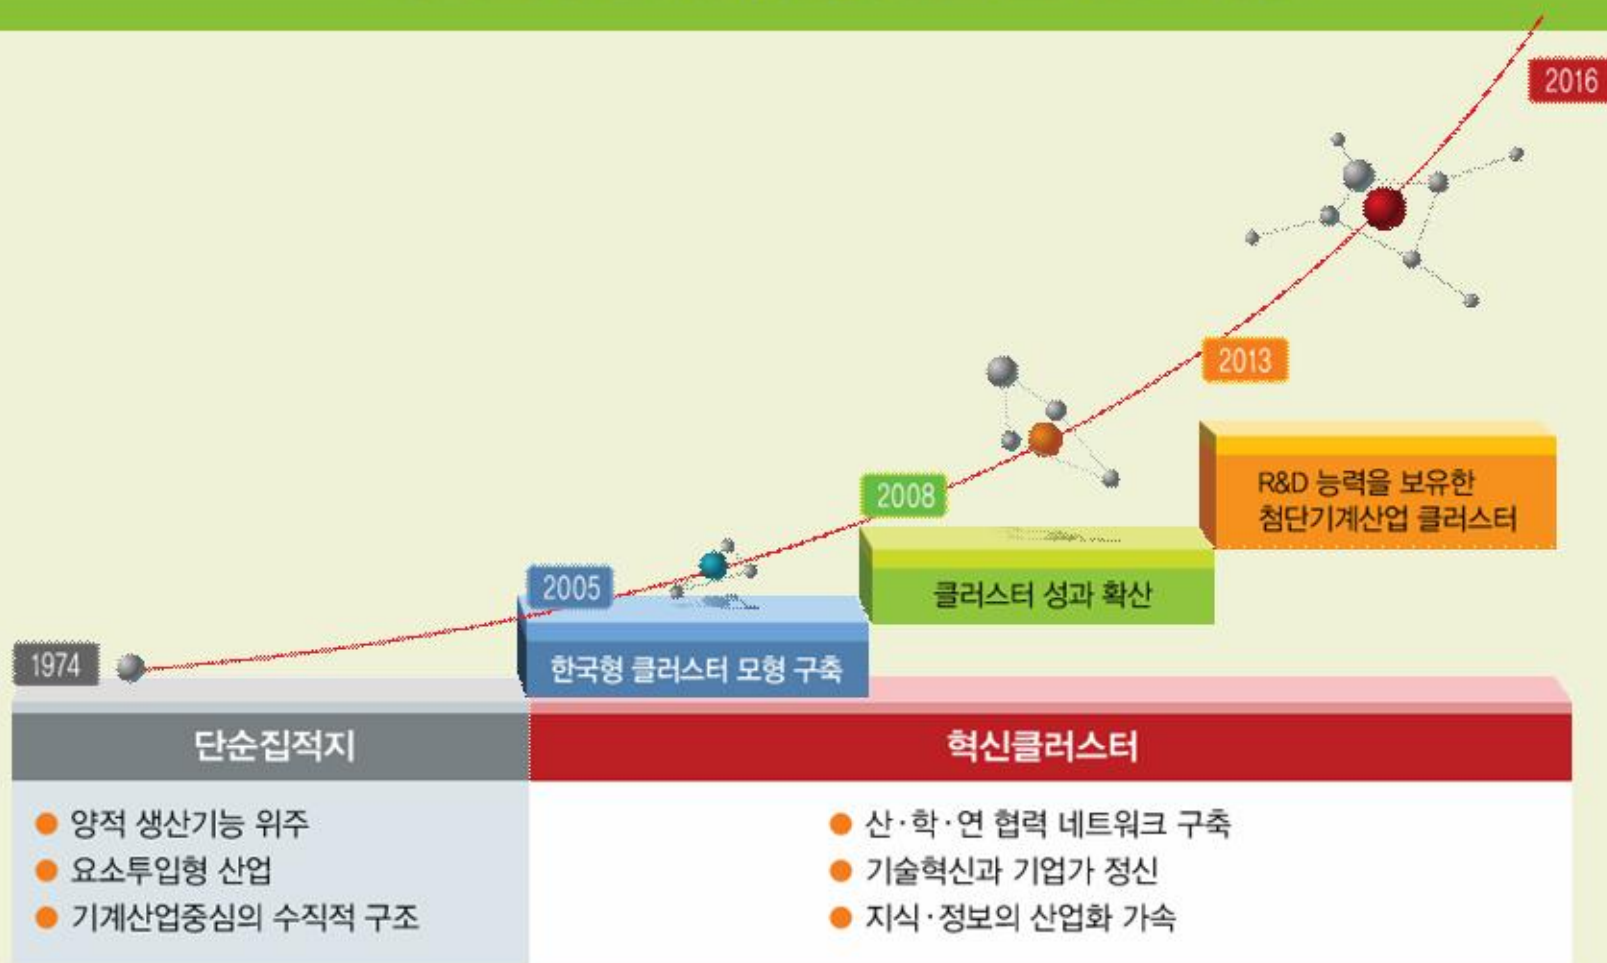 2016
2013
R&D 능력을 보유한
첨단기계산업 클러스터
2008
클러스터 성과 확산
2005
한국형 클러스터 모형 구축
1974
단순집적지
혁신클러스터
양적 생산기능 위주
요소투입형 산업
기계산업중심의 수직적 구조
산·학·연 협력 네트워크 구축
기술혁신과 기업가 정신
지식·정보의 산업화 가속